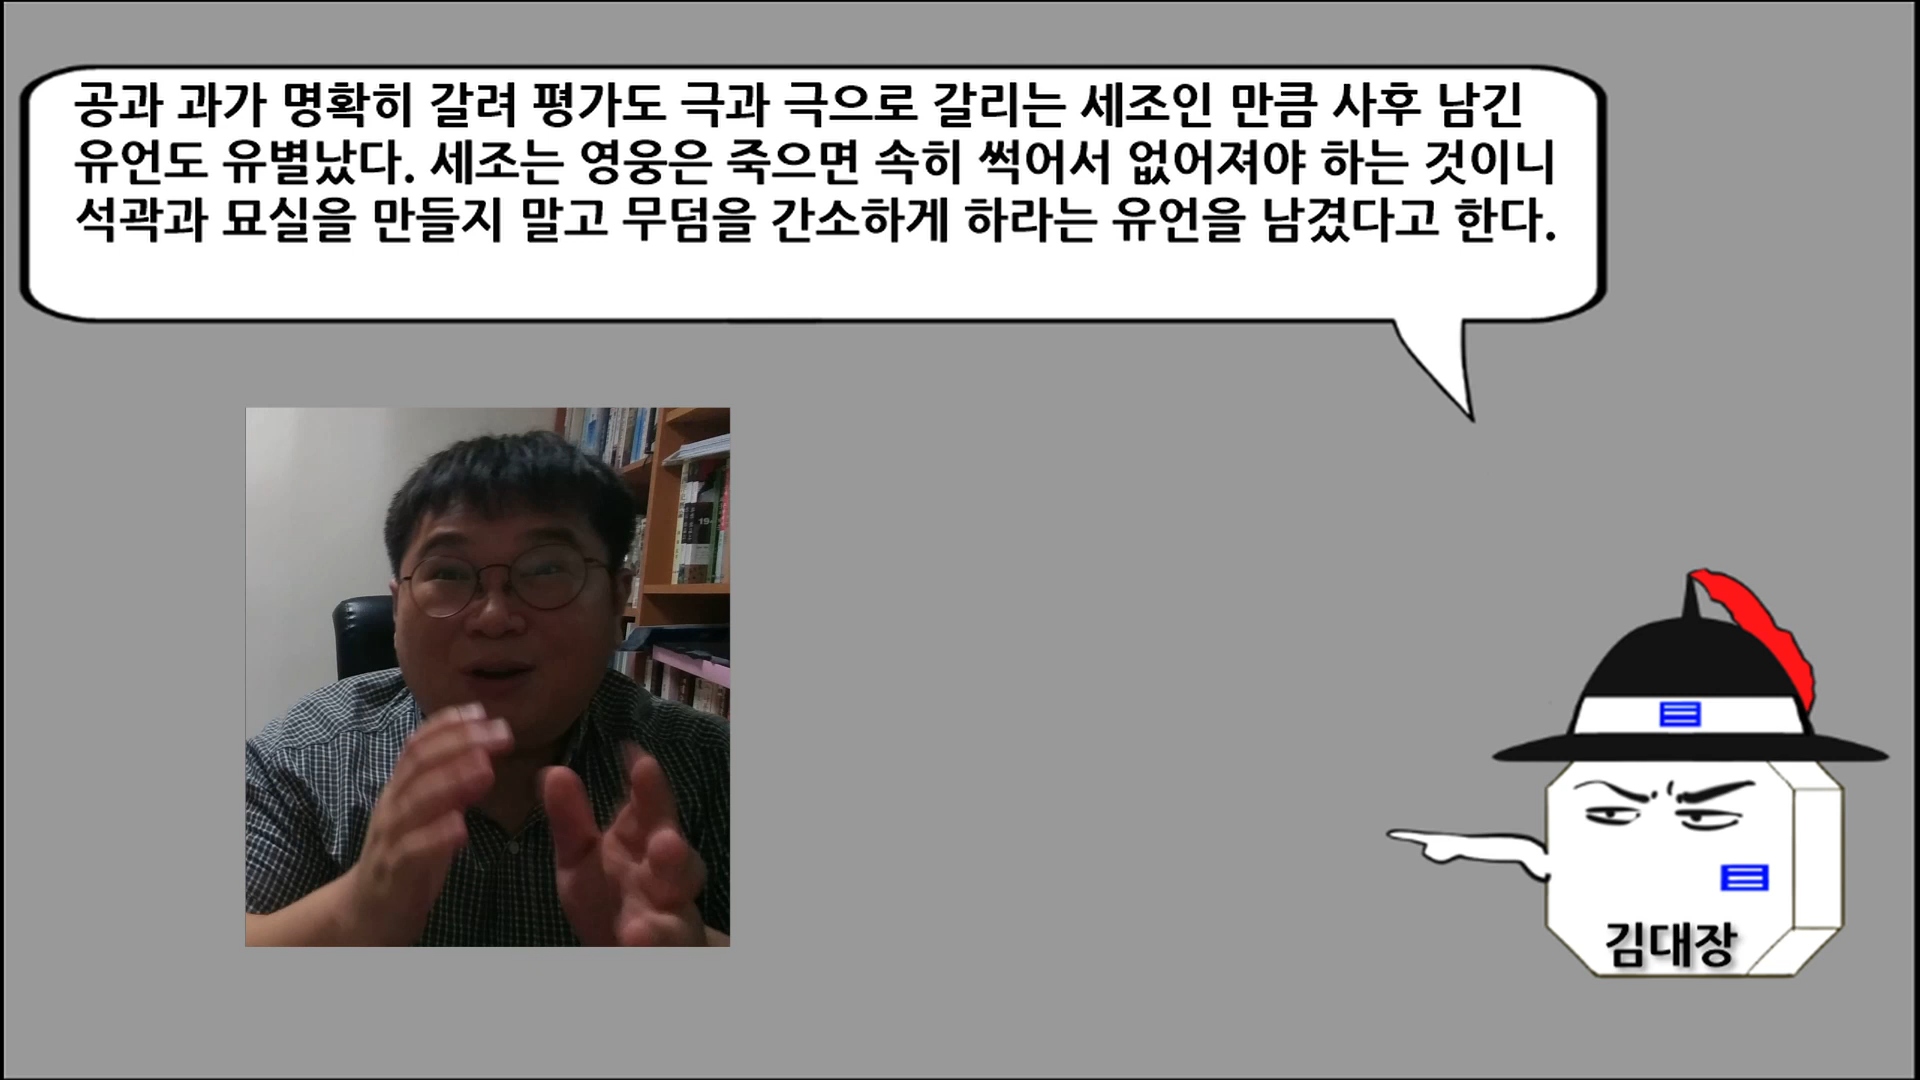 공과 과가 명확히 갈려 평가도 극과 극으로 갈리는 세조인 만큼 사후 남긴
유언도 유별났다. 세조는 영웅은 죽으면 속히 썩어서 없어져야 하는 것이니
석곽과 묘실을 만들지 말고 무덤을 간소하게 하라는 유언을 남겼다고 한다.
김대장